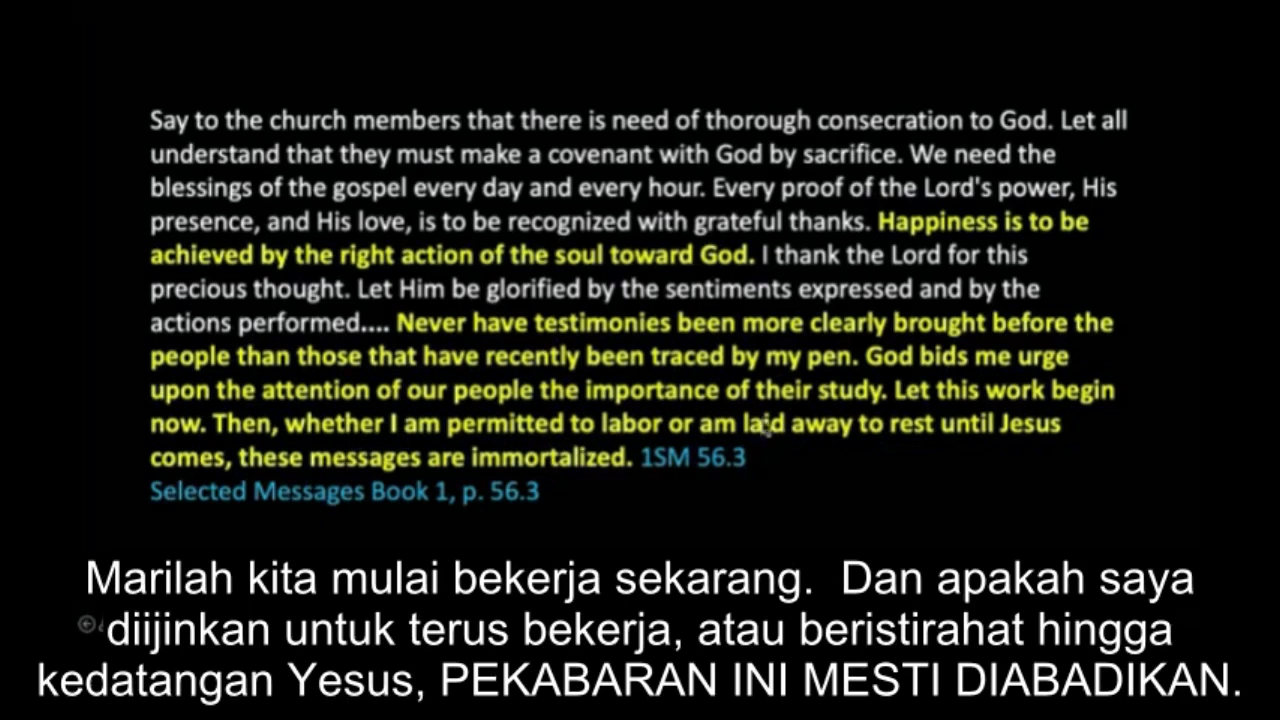 Say to the church members that there is need of thorough consecration to God. Let all
understand that they must make a covenant with God by sacrifice. We need the
blessings of the gospel every day and every hour. Every proof of the Lord's power, His
presence, and His love, is to be recognized with grateful thanks. Happiness is to be
achieved by the right action of the soul toward God. I thank the Lord for this
precious thought. Let Him be glorified by the sentiments expressed and by the
actions performed.... Never have testimonies been more clearly brought before the
people than those that have recently been traced by my pen. God bids me urge
upon the attention of our people the importance of their study. Let this work begin
now. Then, whether I am permitted to labor or am laid away to rest until Jesus
comes, these messages are immortalized. 1SM 56.3
Selected Messages Book 1, p. 56.3
Marilah kita mulai bekerja sekarang.  Dan apakah saya
diijinkan untuk terus bekerja, atau beristirahat hingga
kedatangan Yesus, PEKABARAN INI MESTI DIABADIKAN.